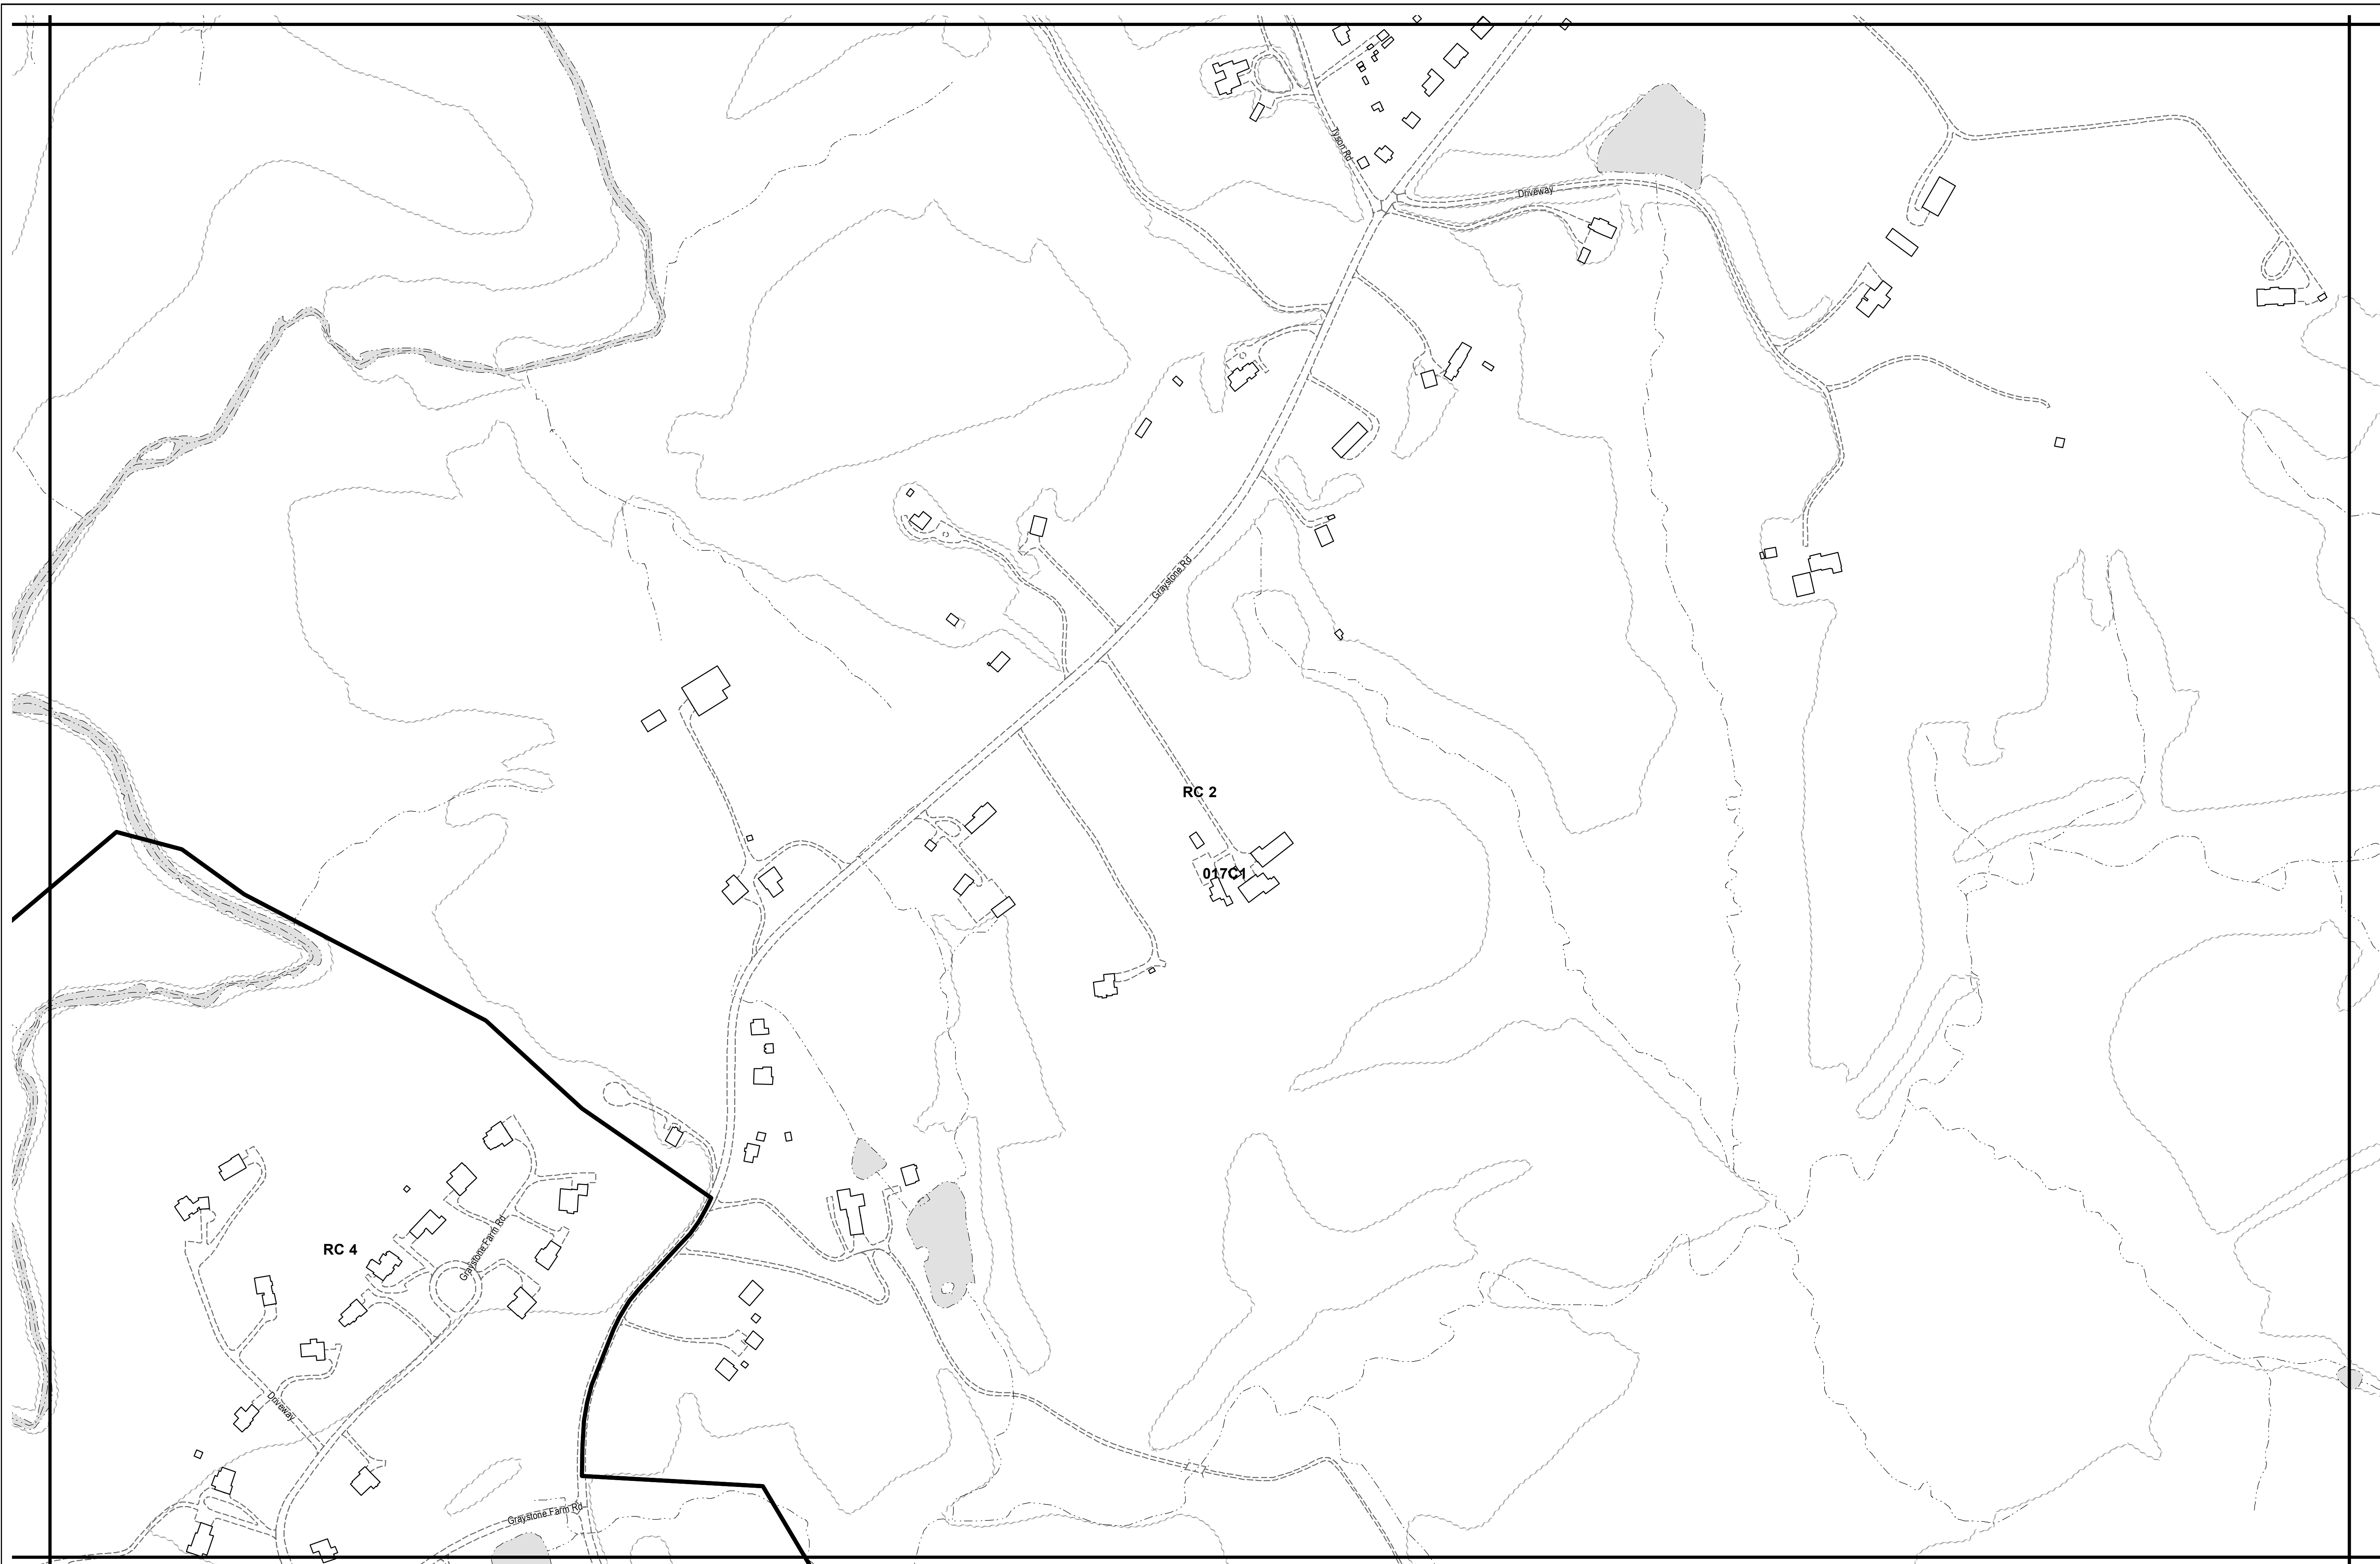 Tyson Rd
Driveway
Graystone Rd
RC 2
017C1
RC 4
Graystone Farm Rd
Driveway
Graystone Farm Rd